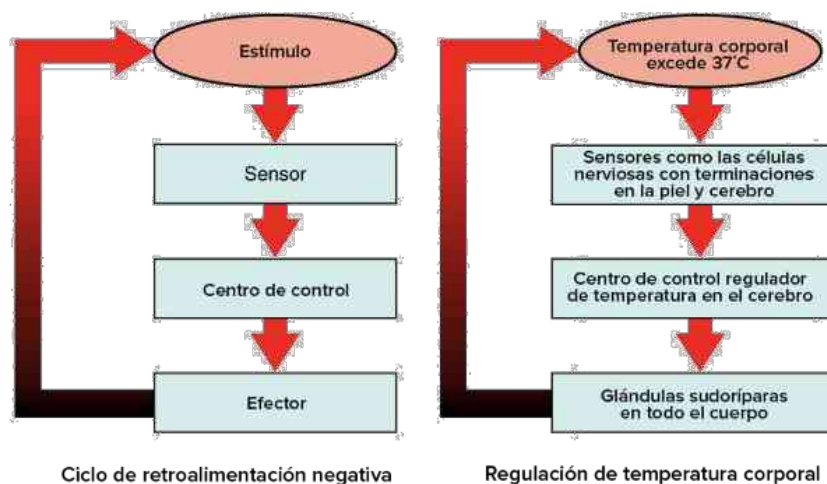 Estímulo
Sensor
Centro de control
Efector
Ciclo de retroalimentación negativa
Temperatura corporal
excede 37°C
Sensores como las células
nerviosas con terminaciones
en la piel y cerebro
Centro de control regulador
de temperatura en el cerebro
Glándulas sudoríparas
en todo el cuerpo
Regulación de temperatura corporal